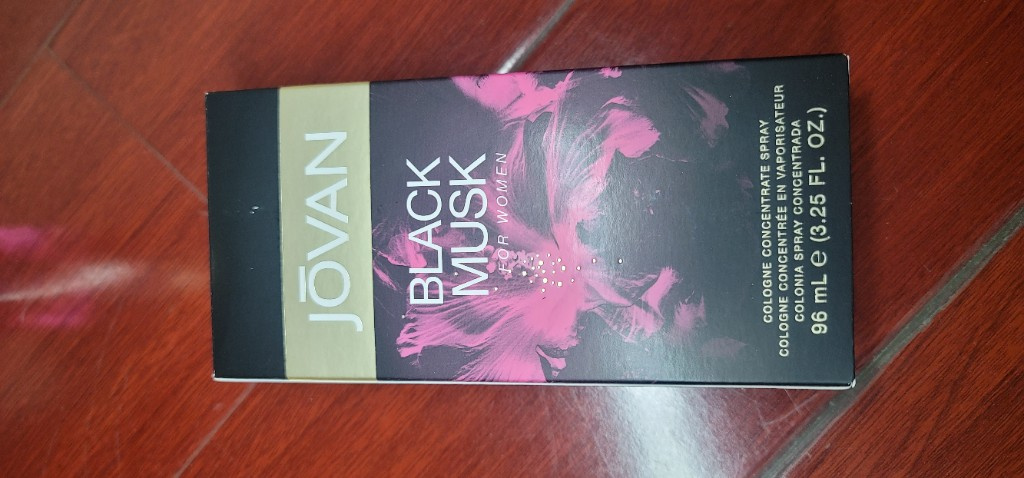 JŌVAN
BLACK
MUSK
FOR WOMEN
COLOGNE CONCENTRATE SPRAY
COLOGNE CONCENTRÉE EN VAPORISATEUR
COLONIA SPRAY CONCENTRADA
96 mL ℮ (3.25 FL. OZ.)